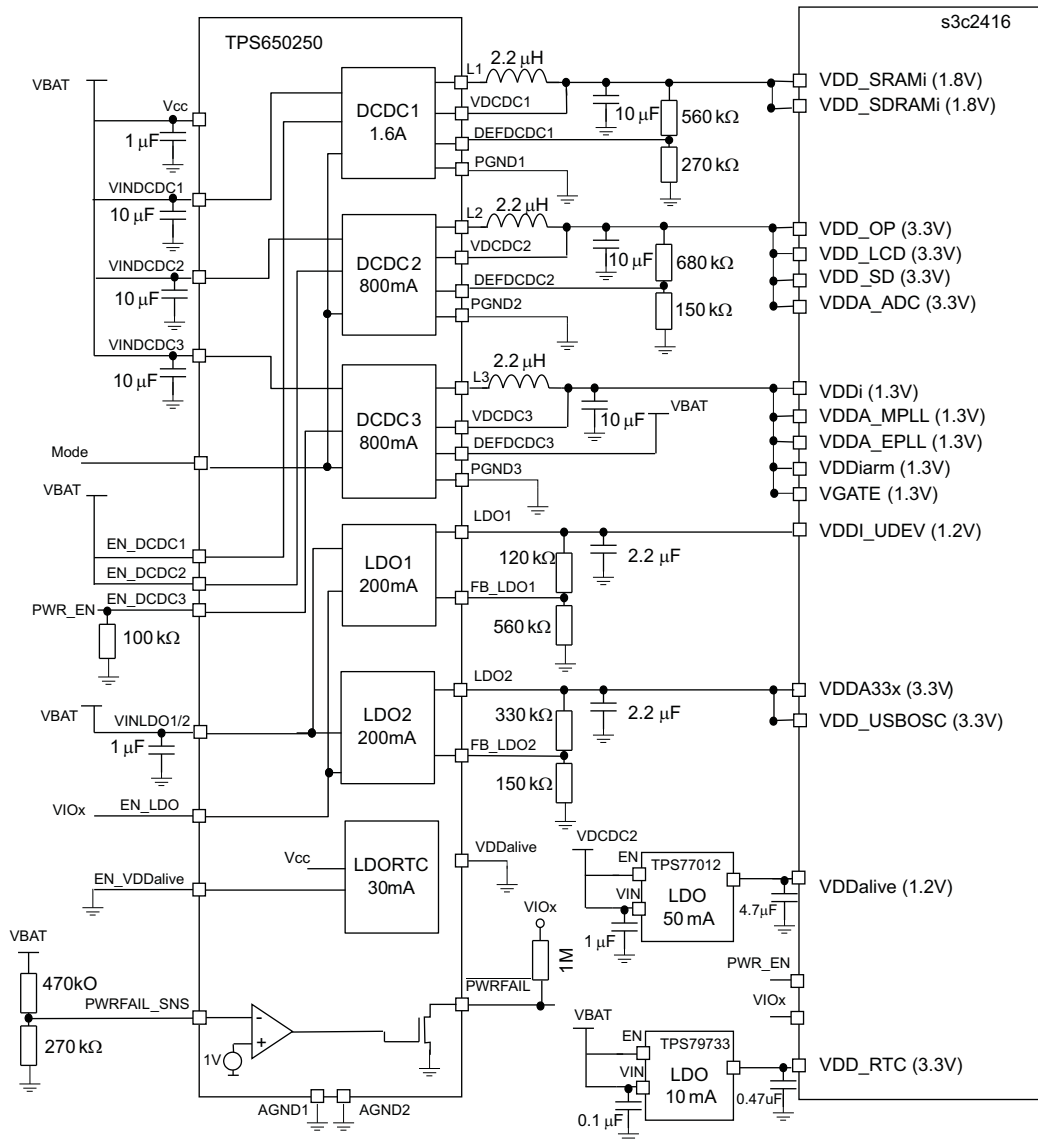 s3c2416
TPS650250
VBAT
Vcc
1 µF
VINDCDC1
10 µF
VINDCDC2
10 µF
VINDCDC3
10 µF
Mode
VBAT
EN_DCDC1
EN_DCDC2
EN_DCDC3
PWR_EN
100 kΩ
VBAT
VINLDO1/2
1 µF
VIOx
EN_LDO
EN_VDDalive
VBAT
470kO
PWRFAIL_SNS
270 kΩ
DCDC1
1.6A
DCDC2
800mA
DCDC3
800mA
LDO1
200mA
LDO2
200mA
Vcc
LDORTC
30mA
1V
-
+
AGND1
AGND2
L1
2.2 µH
VDCDC1
DEFDCDC1
PGND1
10 µF
560 kΩ
270 kΩ
L2
2.2 µH
VDCDC2
DEFDCDC2
PGND2
10 µF
680 kΩ
150 kΩ
L3
2.2 µH
VDCDC3
DEFDCDC3
PGND3
10 µF
VBAT
LDO1
120 kΩ
2.2 µF
FB_LDO1
560 kΩ
LDO2
330 kΩ
2.2 µF
FB_LDO2
150 kΩ
VDDalive
VIOx
1M
PWRFAIL
VDCDC2
EN
VIN
1 µF
TPS77012
LDO
50 mA
4.7µF
VBAT
EN
VIN
0.1 µF
TPS79733
LDO
10 mA
0.47uF
VDD_SRAMi (1.8V)
VDD_SDRAMi (1.8V)
VDD_OP (3.3V)
VDD_LCD (3.3V)
VDD_SD (3.3V)
VDDA_ADC (3.3V)
VDDi (1.3V)
VDDA_MPLL (1.3V)
VDDA_EPLL (1.3V)
VDDiarm (1.3V)
VGATE (1.3V)
VDDI_UDEV (1.2V)
VDDA33x (3.3V)
VDD_USBOSC (3.3V)
VDDalive (1.2V)
PWR_EN
VIOx
VDD_RTC (3.3V)